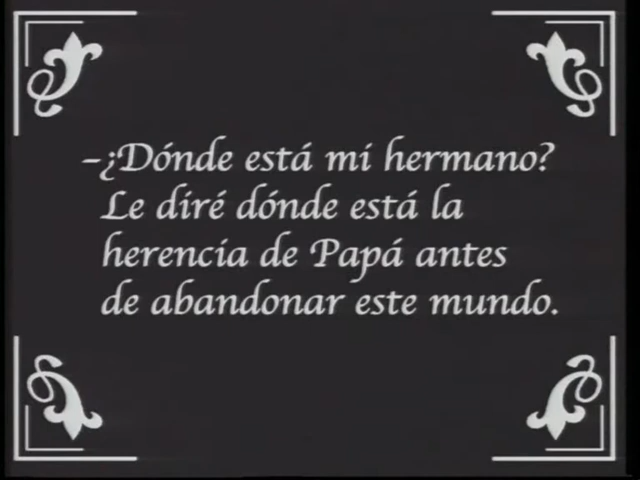 –¿Dónde está mi hermano?
Le diré dónde está la
herencia de Papá antes
de abandonar este mundo.